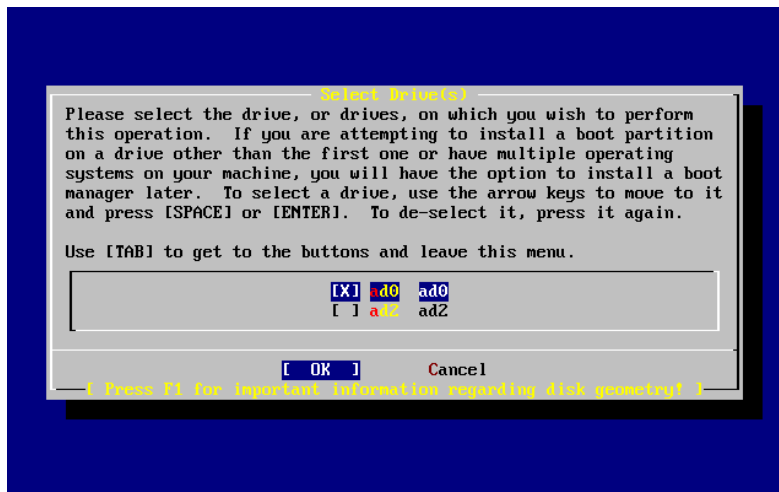 Select Drive(s)
Please select the drive, or drives, on which you wish to perform
this operation.  If you are attempting to install a boot partition
on a drive other than the first one or have multiple operating
systems on your machine, you will have the option to install a boot
manager later.  To select a drive, use the arrow keys to move to it
and press [SPACE] or [ENTER].  To de-select it, press it again.
Use [TAB] to get to the buttons and leave this menu.
[X] ad0 ad0
[ ] ad2 ad2
[ OK ] Cancel
[ Press F1 for important information regarding disk geometry! ]